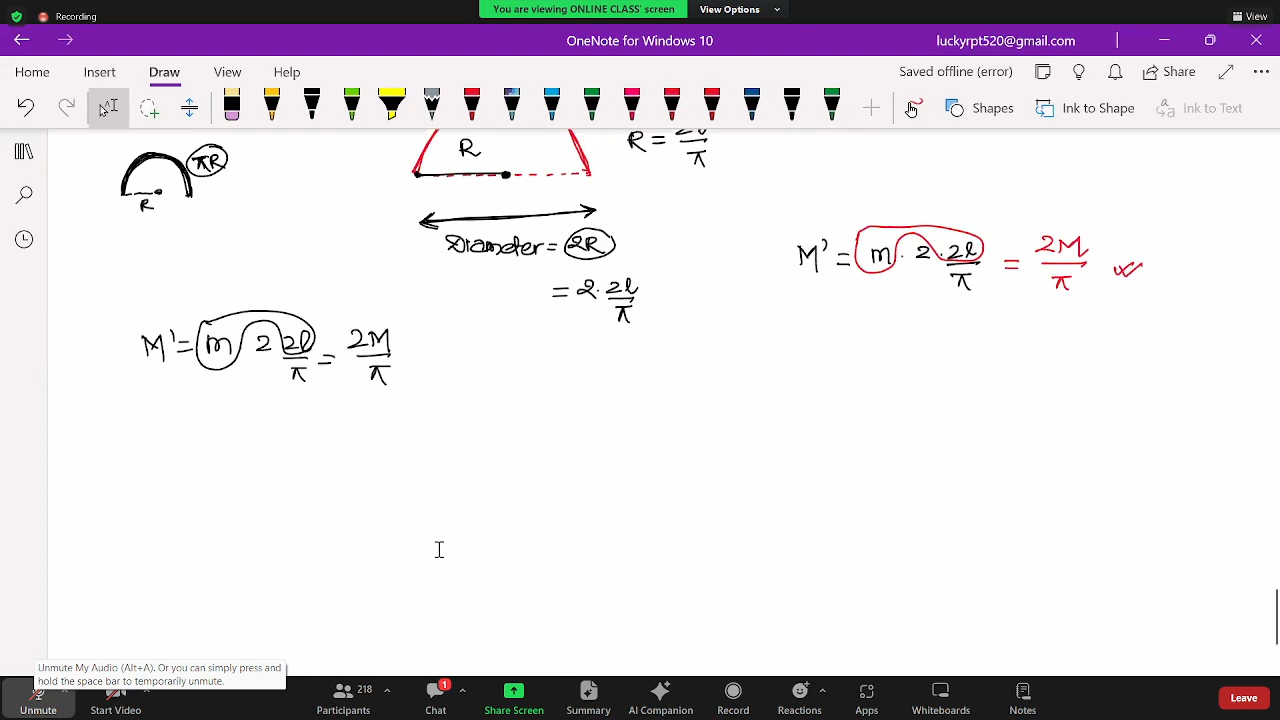 Recording
You are viewing ONLINE CLASS' screen
View Options
View
OneNote for Windows 10
luckyrpt520@gmail.com
Home Insert Draw View Help
Saved offline (error)
Share
Shapes
Ink to Shape
Ink to Text
πR
R
R
R = 2l/π
Diameter = 2R
= 2 · 2l/π
M' = m · 2 · 2l/π = 2M/π
M' = m 2 2l/π = 2M/π
Unmute My Audio (Alt+A). Or you can simply press and
hold the space bar to temporarily unmute.
Unmute
Start Video
Participants 218
Chat 1
Share Screen
Summary
AI Companion
Record
Reactions
Apps
Whiteboards
Notes
Leave